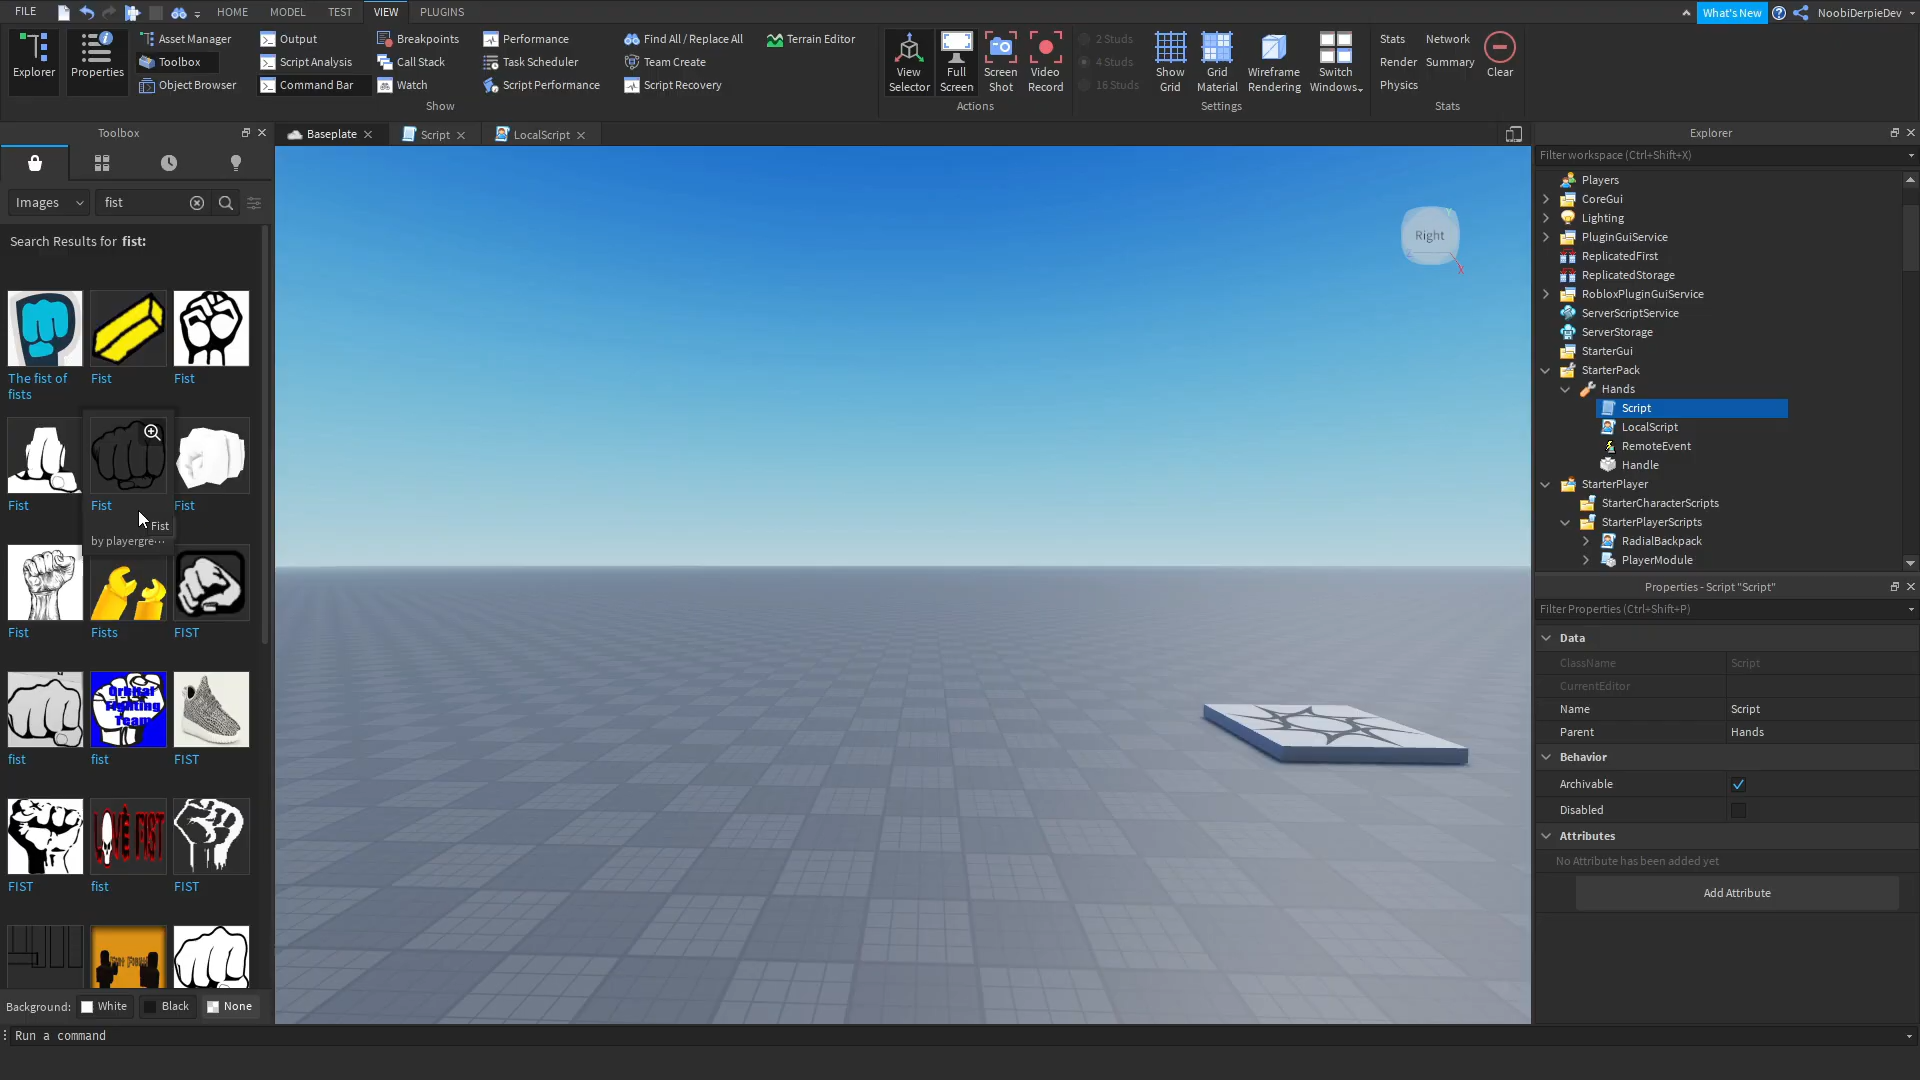 FILE
HOME
MODEL
TEST
VIEW
PLUGINS
What's New
NoobiDerpieDev
Explorer
Properties
Asset Manager
Toolbox
Object Browser
Output
Script Analysis
Command Bar
Breakpoints
Call Stack
Watch
Performance
Task Scheduler
Script Performance
Find All / Replace All
Team Create
Script Recovery
Terrain Editor
Show
View
Selector
Full
Screen
Screen
Shot
Video
Record
Actions
2 Studs
4 Studs
16 Studs
Show
Grid
Grid
Material
Wireframe
Rendering
Switch
Windows
Settings
Stats
Network
Render
Summary
Physics
Clear
Stats
Toolbox
Images
fist
Search Results for fist:
The fist of
fists
Fist
Fist
Fist
Fist
Fist
Fist
by playergre...
Fist
Fists
FIST
Orbital
Fighting
Team
fist
fist
FIST
LOVE FIST
FIST
fist
FIST
Background:
White
Black
None
Run a command
Baseplate
Script
LocalScript
Right
Y
Z
X
Explorer
Filter workspace (Ctrl+Shift+X)
Players
CoreGui
Lighting
PluginGuiService
ReplicatedFirst
ReplicatedStorage
RobloxPluginGuiService
ServerScriptService
ServerStorage
StarterGui
StarterPack
Hands
Script
LocalScript
RemoteEvent
Handle
StarterPlayer
StarterCharacterScripts
StarterPlayerScripts
RadialBackpack
PlayerModule
Properties - Script "Script"
Filter Properties (Ctrl+Shift+P)
Data
ClassName
Script
CurrentEditor
Name
Script
Parent
Hands
Behavior
Archivable
Disabled
Attributes
No Attribute has been added yet
Add Attribute